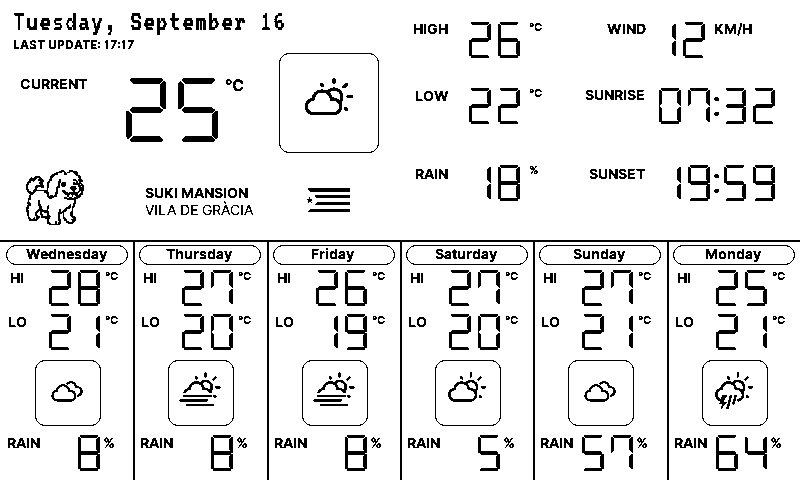 Tuesday, September 16
LAST UPDATE: 17:17
CURRENT 25 °C
HIGH 26 °C
LOW 22 °C
RAIN 18 %
WIND 12 KM/H
SUNRISE 07:32
SUNSET 19:59
SUKI MANSION
VILA DE GRÀCIA
Wednesday
HI 28 °C
LO 21 °C
RAIN 8 %
Thursday
HI 27 °C
LO 20 °C
RAIN 8 %
Friday
HI 26 °C
LO 19 °C
RAIN 8 %
Saturday
HI 27 °C
LO 20 °C
RAIN 5 %
Sunday
HI 27 °C
LO 21 °C
RAIN 57 %
Monday
HI 25 °C
LO 21 °C
RAIN 64 %